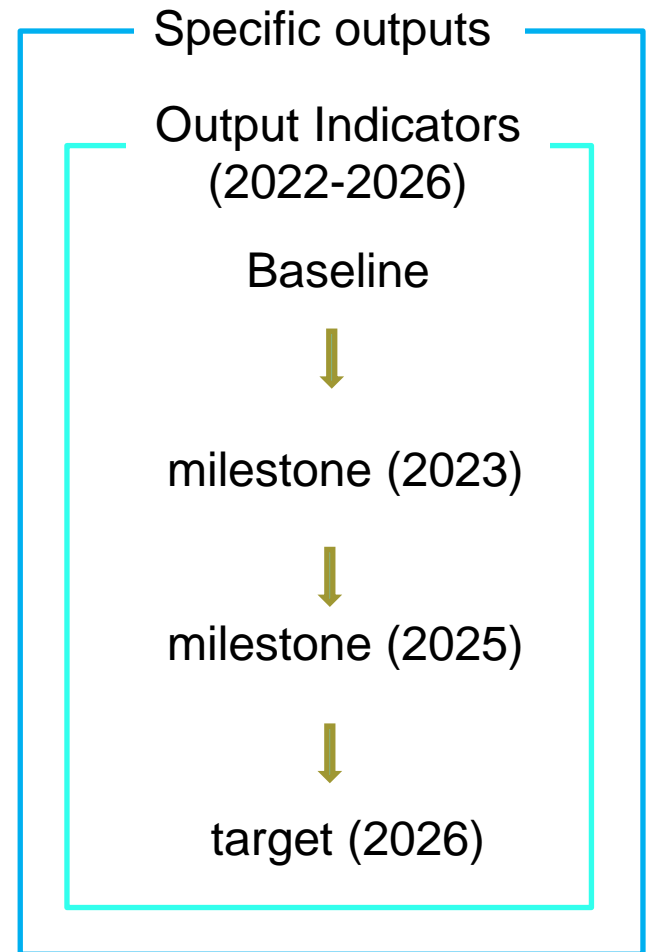 Specific outputs
Output Indicators
(2022-2026)
Baseline
milestone (2023)
milestone (2025)
target (2026)